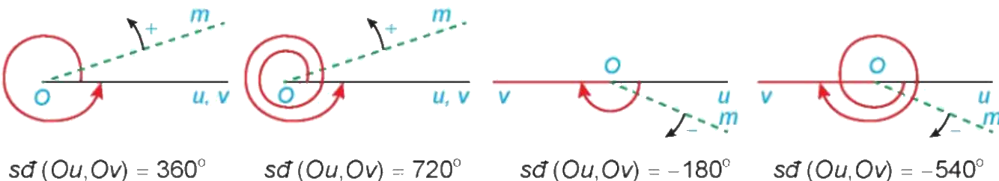 m
+
O
u, v
sđ (Ou,Ov) = 360°
m
+
O
u, v
sđ (Ou,Ov) = 720°
O
v
u
m
−
sđ (Ou,Ov) = −180°
O
v
u
m
−
sđ (Ou,Ov) = −540°